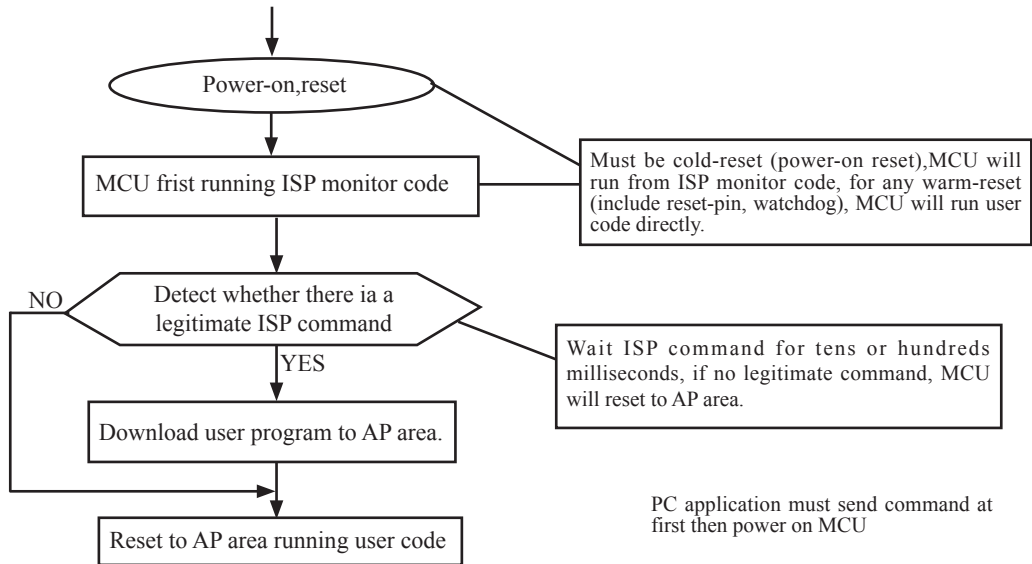 Power-on,reset
MCU frist running ISP monitor code
Must be cold-reset (power-on reset),MCU will
run from ISP monitor code, for any warm-reset
(include reset-pin, watchdog), MCU will run user
code directly.
NO
Detect whether there ia a
legitimate ISP command
YES
Wait ISP command for tens or hundreds
milliseconds, if no legitimate command, MCU
will reset to AP area.
Download user program to AP area.
PC application must send command at
first then power on MCU
Reset to AP area running user code